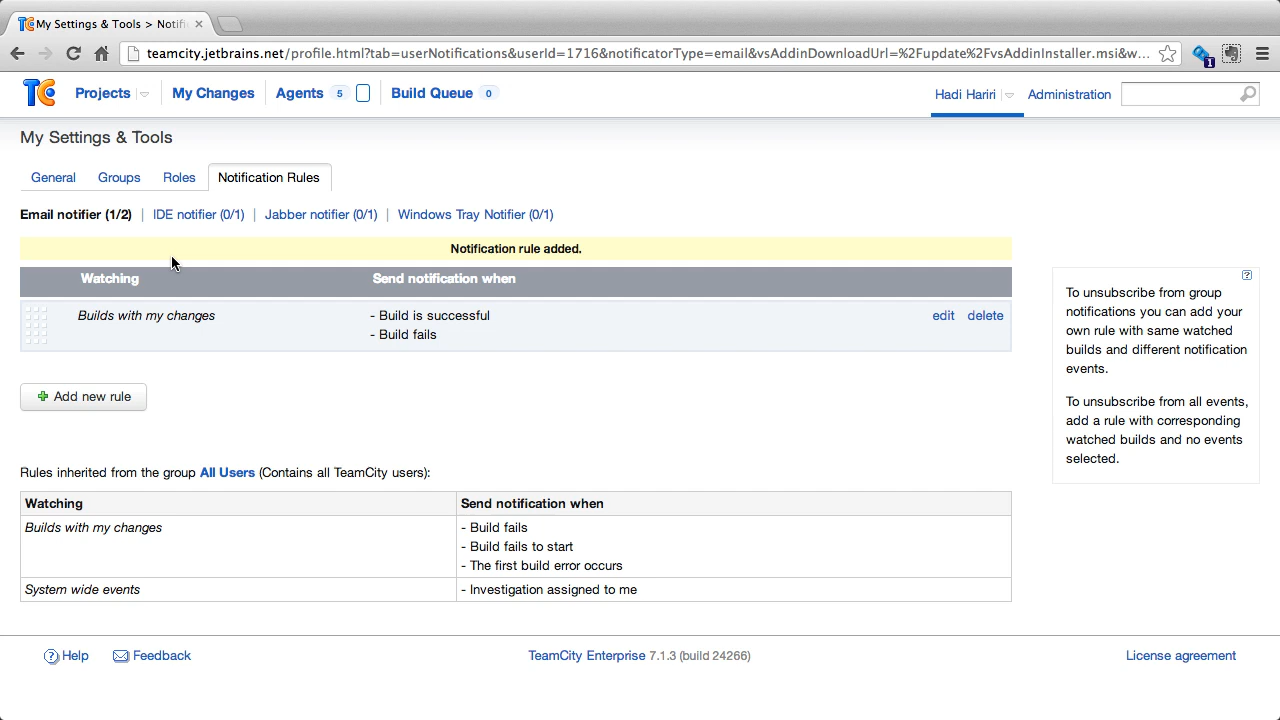 My Settings & Tools > Notifi
teamcity.jetbrains.net/profile.html?tab=userNotifications&userId=1716&notificatorType=email&vsAddinDownloadUrl=%2Fupdate%2FvsAddinInstaller.msi&w...
1
TC Projects My Changes Agents 5 Build Queue 0 Hadi Hariri Administration
My Settings & Tools
General Groups Roles Notification Rules
Email notifier (1/2) | IDE notifier (0/1) | Jabber notifier (0/1) | Windows Tray Notifier (0/1)
Notification rule added.
Watching Send notification when
Builds with my changes - Build is successful edit delete
- Build fails
Add new rule
?
To unsubscribe from group
notifications you can add your
own rule with same watched
builds and different notification
events.
To unsubscribe from all events,
add a rule with corresponding
watched builds and no events
selected.
Rules inherited from the group All Users (Contains all TeamCity users):
Watching Send notification when
Builds with my changes - Build fails
- Build fails to start
- The first build error occurs
System wide events - Investigation assigned to me
? Help Feedback TeamCity Enterprise 7.1.3 (build 24266) License agreement